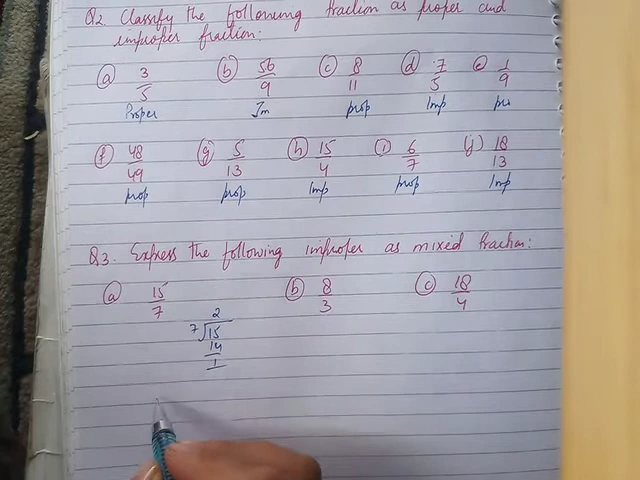 Q2. Classify the following fraction as proper and
improper fraction:
(a) 3/5 (b) 56/9 (c) 8/11 (d) 7/5 (e) 1/9
Proper Im prop Imp pro
(f) 48/49 (g) 5/13 (h) 15/4 (i) 6/7 (j) 18/13
prop prop Imp prop Imp
Q3. Express the following improper as mixed fraction:
(a) 15/7 (b) 8/3 (c) 18/4
2
7 15
14
1